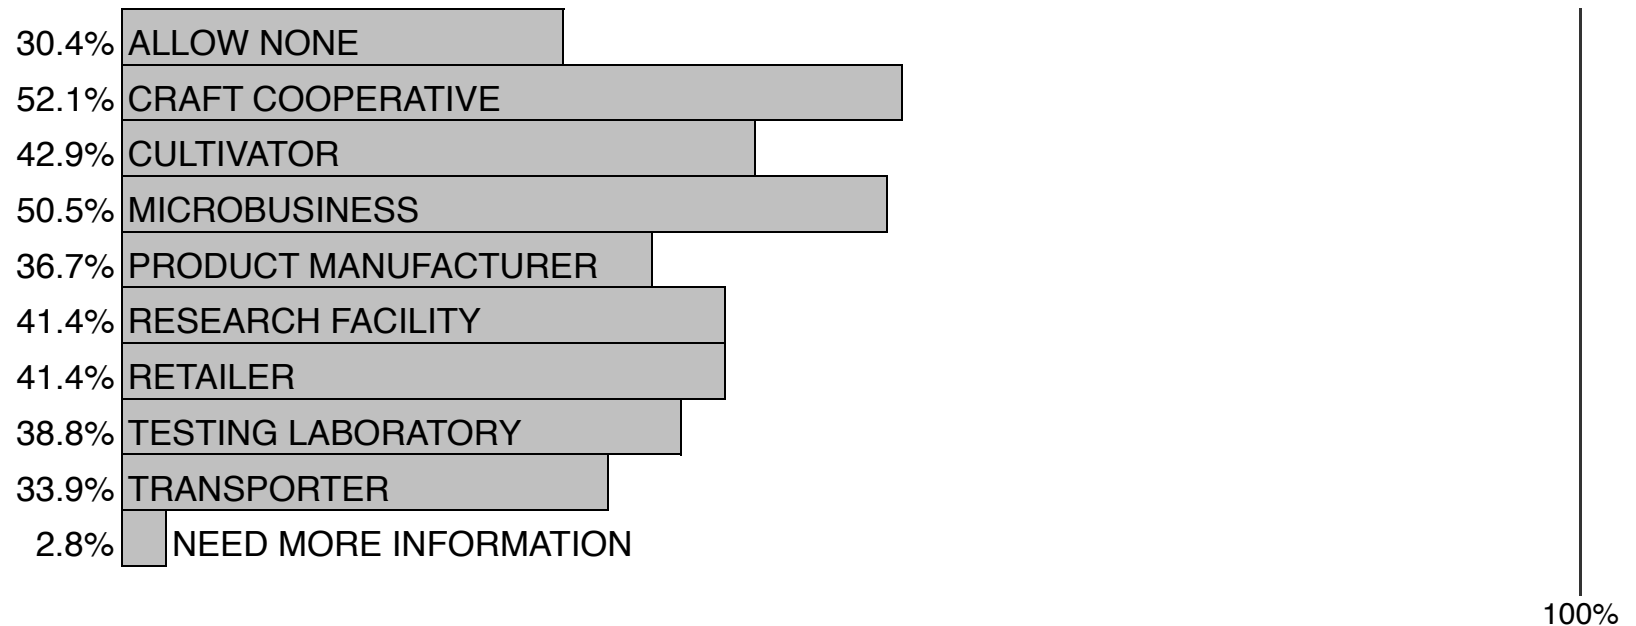 30.4% ALLOW NONE
52.1% CRAFT COOPERATIVE
42.9% CULTIVATOR
50.5% MICROBUSINESS
36.7% PRODUCT MANUFACTURER
41.4% RESEARCH FACILITY
41.4% RETAILER
38.8% TESTING LABORATORY
33.9% TRANSPORTER
2.8% NEED MORE INFORMATION
100%